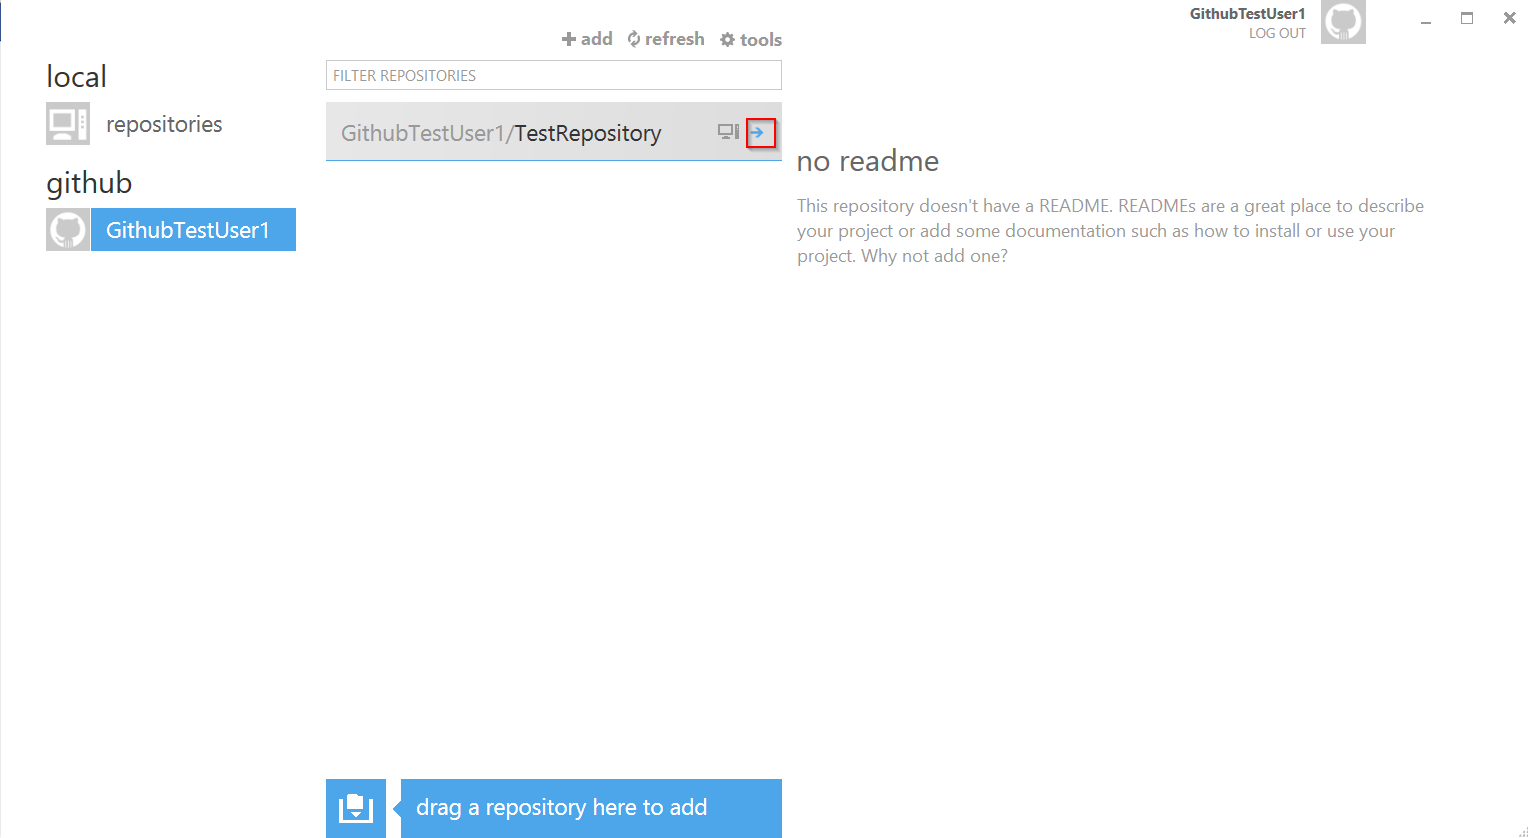 GithubTestUser1
LOG OUT
add refresh tools
local
FILTER REPOSITORIES
repositories
GithubTestUser1/TestRepository
github
GithubTestUser1
no readme
This repository doesn't have a README. READMEs are a great place to describe
your project or add some documentation such as how to install or use your
project. Why not add one?
drag a repository here to add